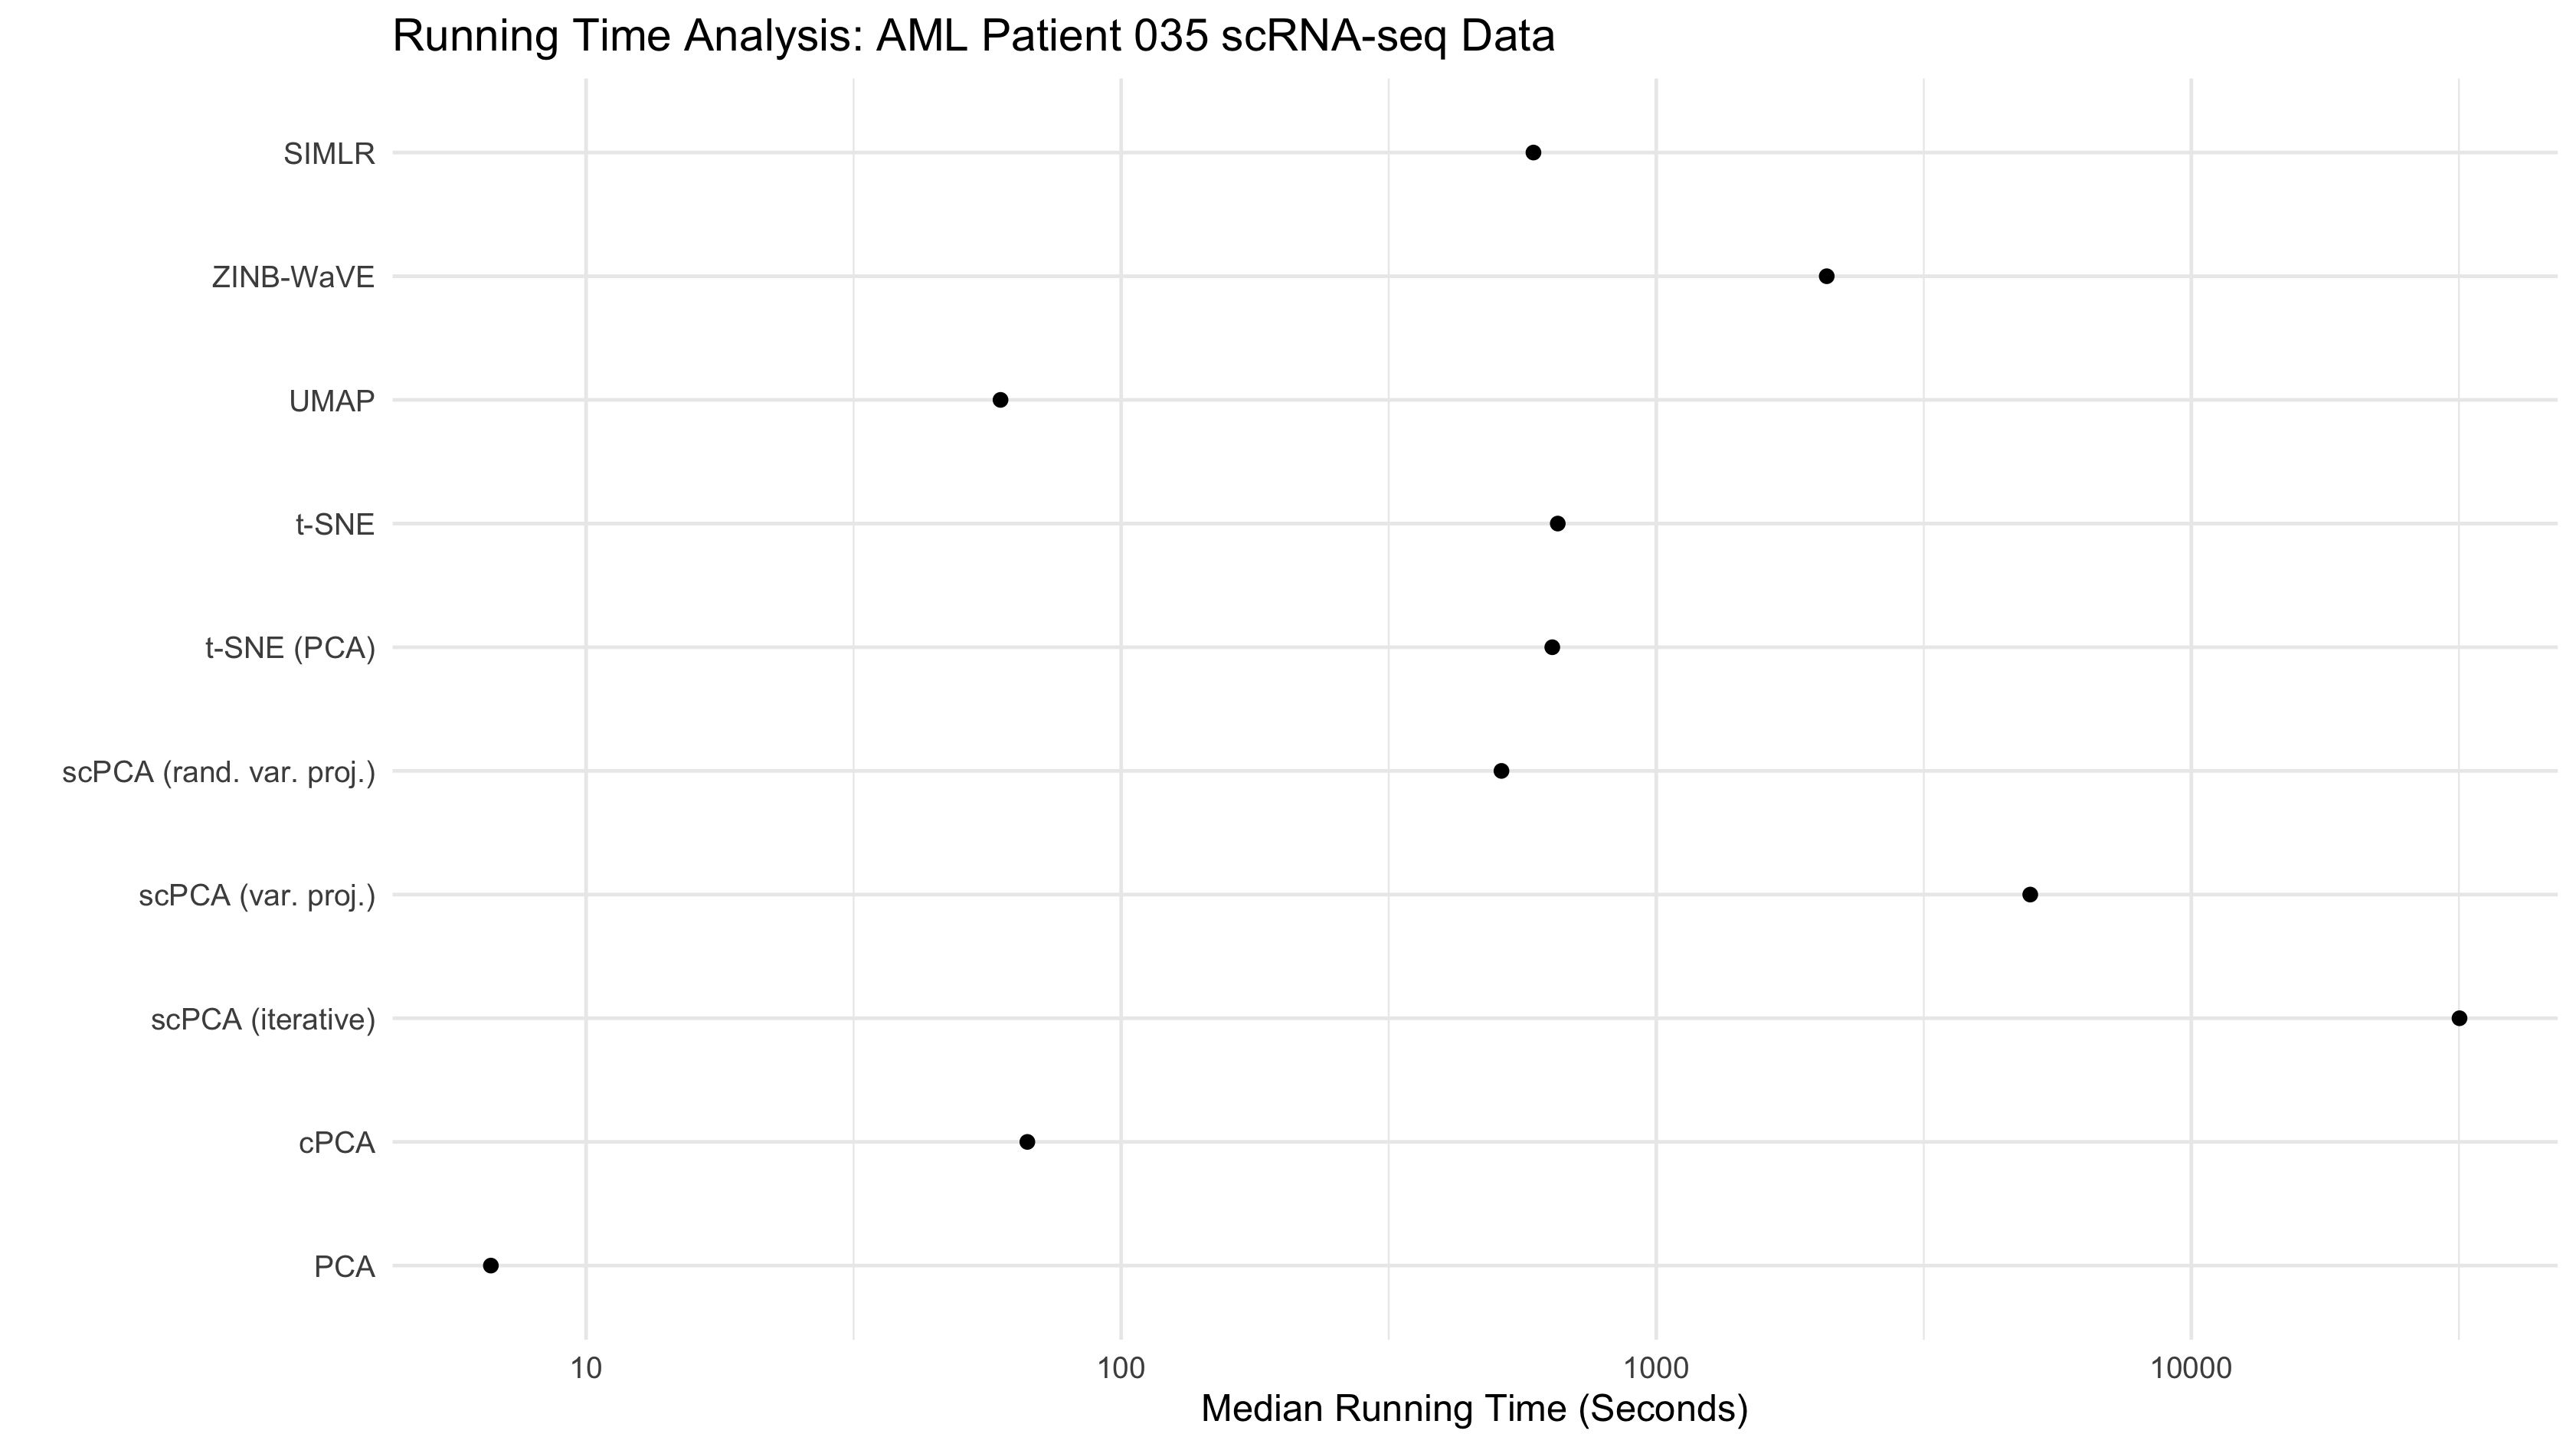 Running Time Analysis: AML Patient 035 scRNA-seq Data
SIMLR
ZINB-WaVE
UMAP
t-SNE
t-SNE (PCA)
scPCA (rand. var. proj.)
scPCA (var. proj.)
scPCA (iterative)
cPCA
PCA
10 100 1000 10000
Median Running Time (Seconds)